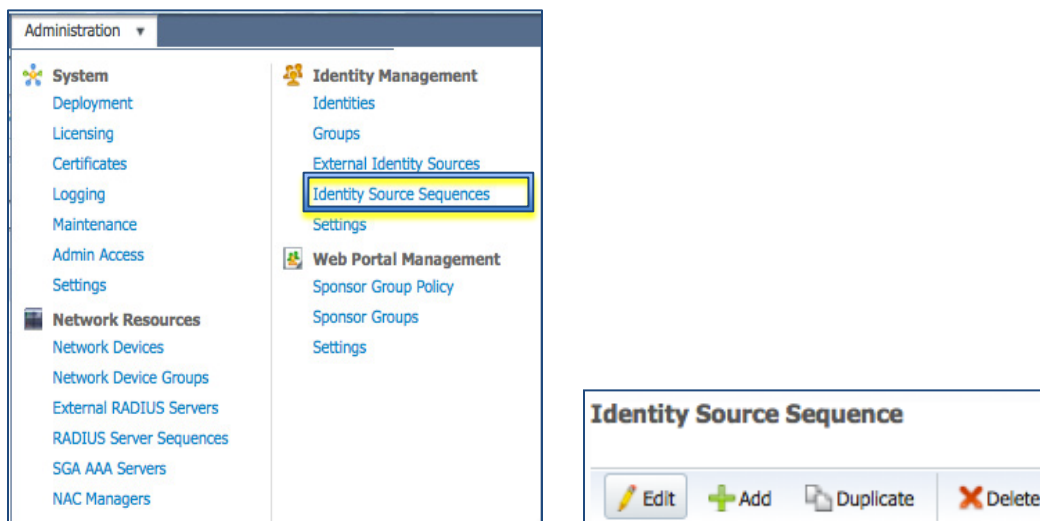 Administration
System
Deployment
Licensing
Certificates
Logging
Maintenance
Admin Access
Settings
Network Resources
Network Devices
Network Device Groups
External RADIUS Servers
RADIUS Server Sequences
SGA AAA Servers
NAC Managers
Identity Management
Identities
Groups
External Identity Sources
Identity Source Sequences
Settings
Web Portal Management
Sponsor Group Policy
Sponsor Groups
Settings
Identity Source Sequence
Edit Add Duplicate Delete